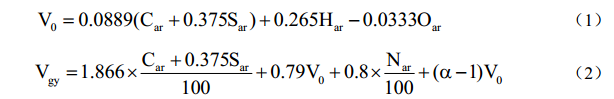 V₀ = 0.0889(C_ar + 0.375S_ar) + 0.265H_ar − 0.0333O_ar （1）
V_gy = 1.866 × (C_ar + 0.375S_ar)/100 + 0.79V₀ + 0.8 × N_ar/100 + (α − 1)V₀ （2）